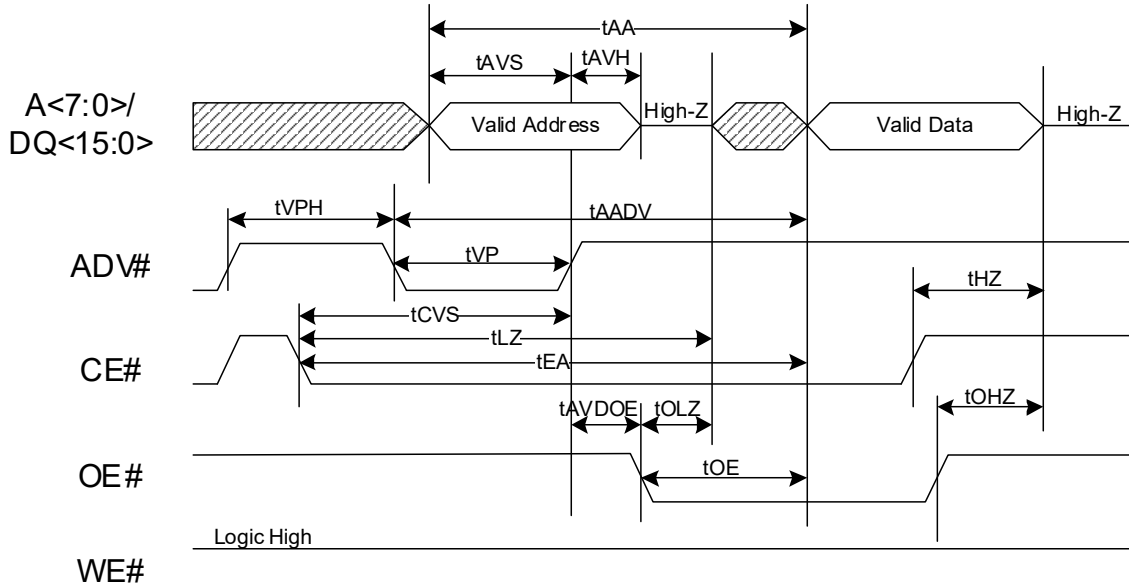 tAA
tAVS
tAVH
A<7:0>/
DQ<15:0>
Valid Address
High-Z
Valid Data
High-Z
tVPH
tAADV
ADV#
tVP
tHZ
tCVS
tLZ
CE#
tEA
tAVDOE
tOLZ
tOHZ
OE#
tOE
Logic High
WE#